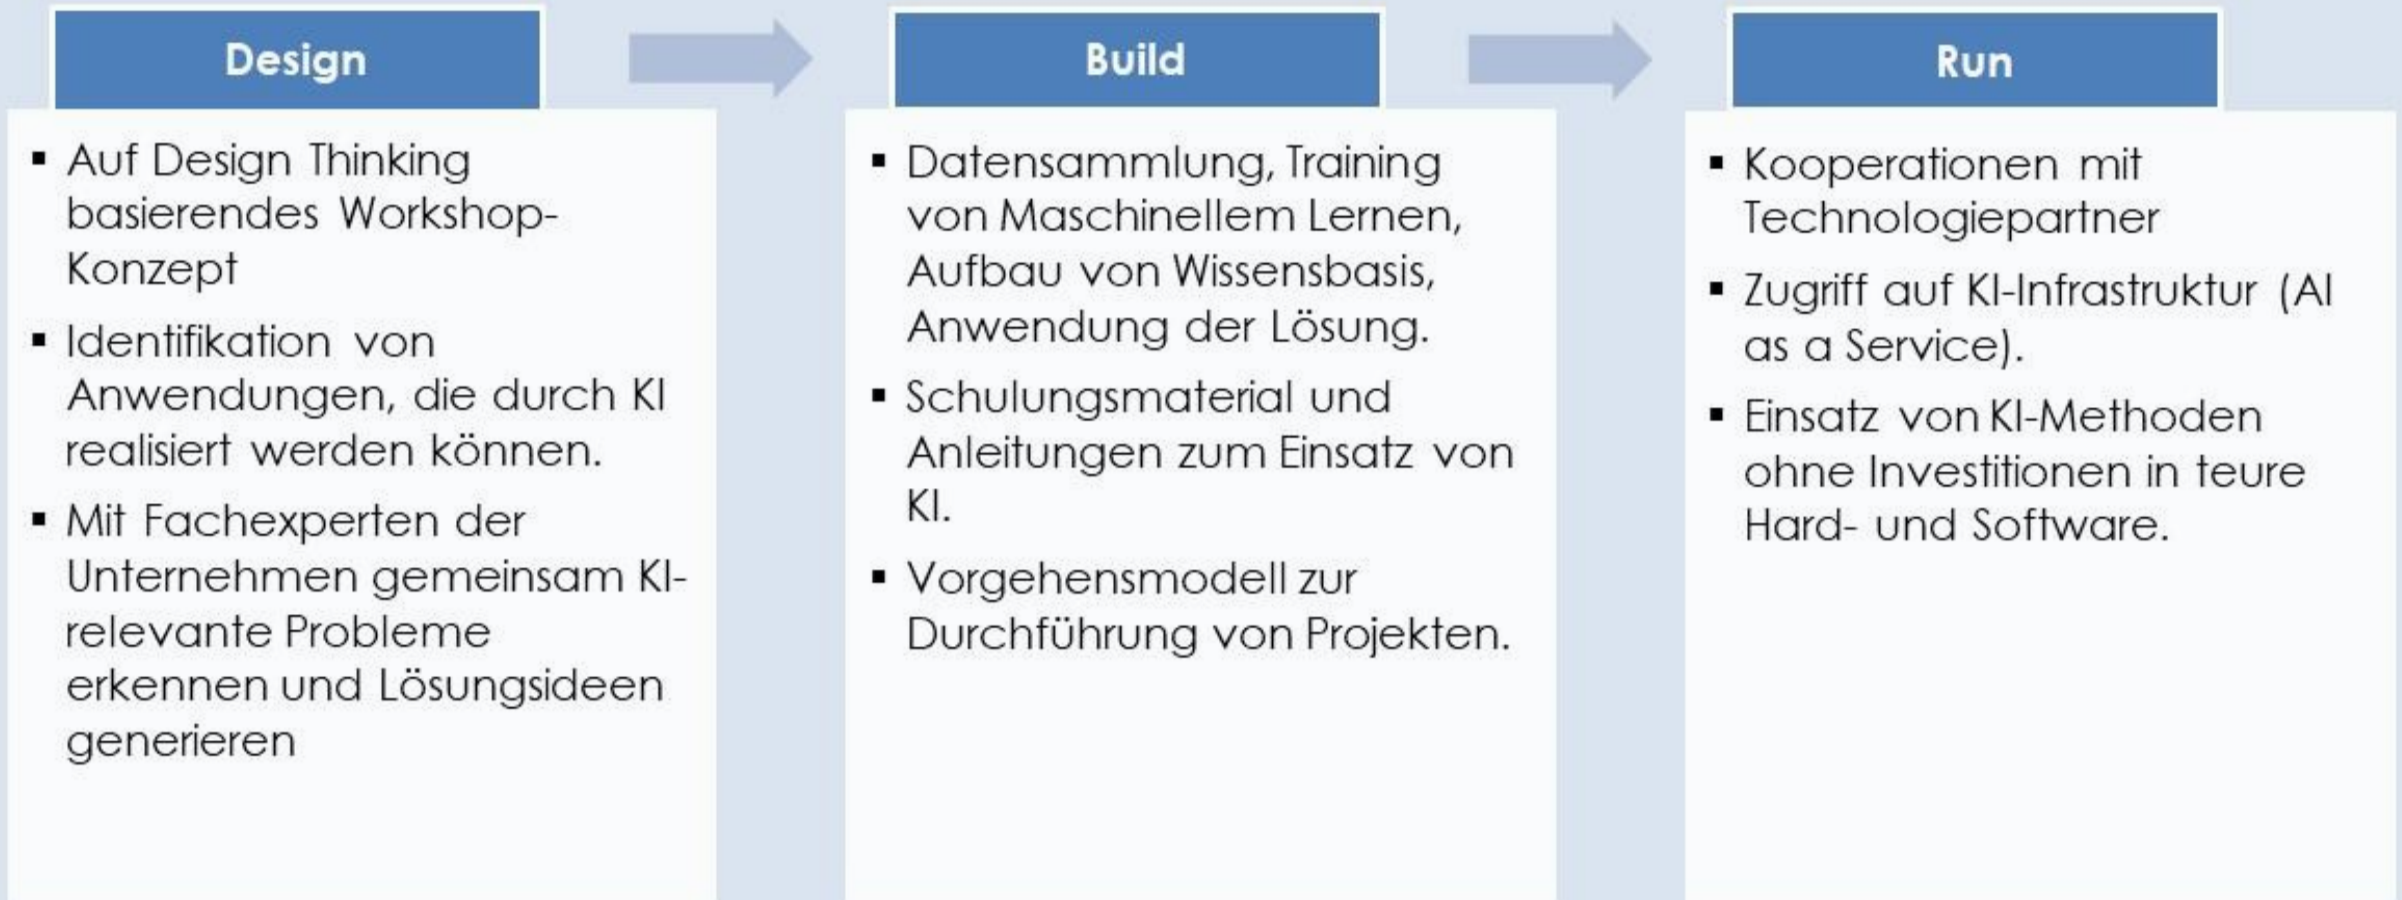 Design
▪ Auf Design Thinking
basierendes Workshop-
Konzept
▪ Identifikation von
Anwendungen, die durch KI
realisiert werden können.
▪ Mit Fachexperten der
Unternehmen gemeinsam KI-
relevante Probleme
erkennen und Lösungsideen
generieren
Build
▪ Datensammlung, Training
von Maschinellem Lernen,
Aufbau von Wissensbasis,
Anwendung der Lösung.
▪ Schulungsmaterial und
Anleitungen zum Einsatz von
KI.
▪ Vorgehensmodell zur
Durchführung von Projekten.
Run
▪ Kooperationen mit
Technologiepartner
▪ Zugriff auf KI-Infrastruktur (AI
as a Service).
▪ Einsatz von KI-Methoden
ohne Investitionen in teure
Hard- und Software.